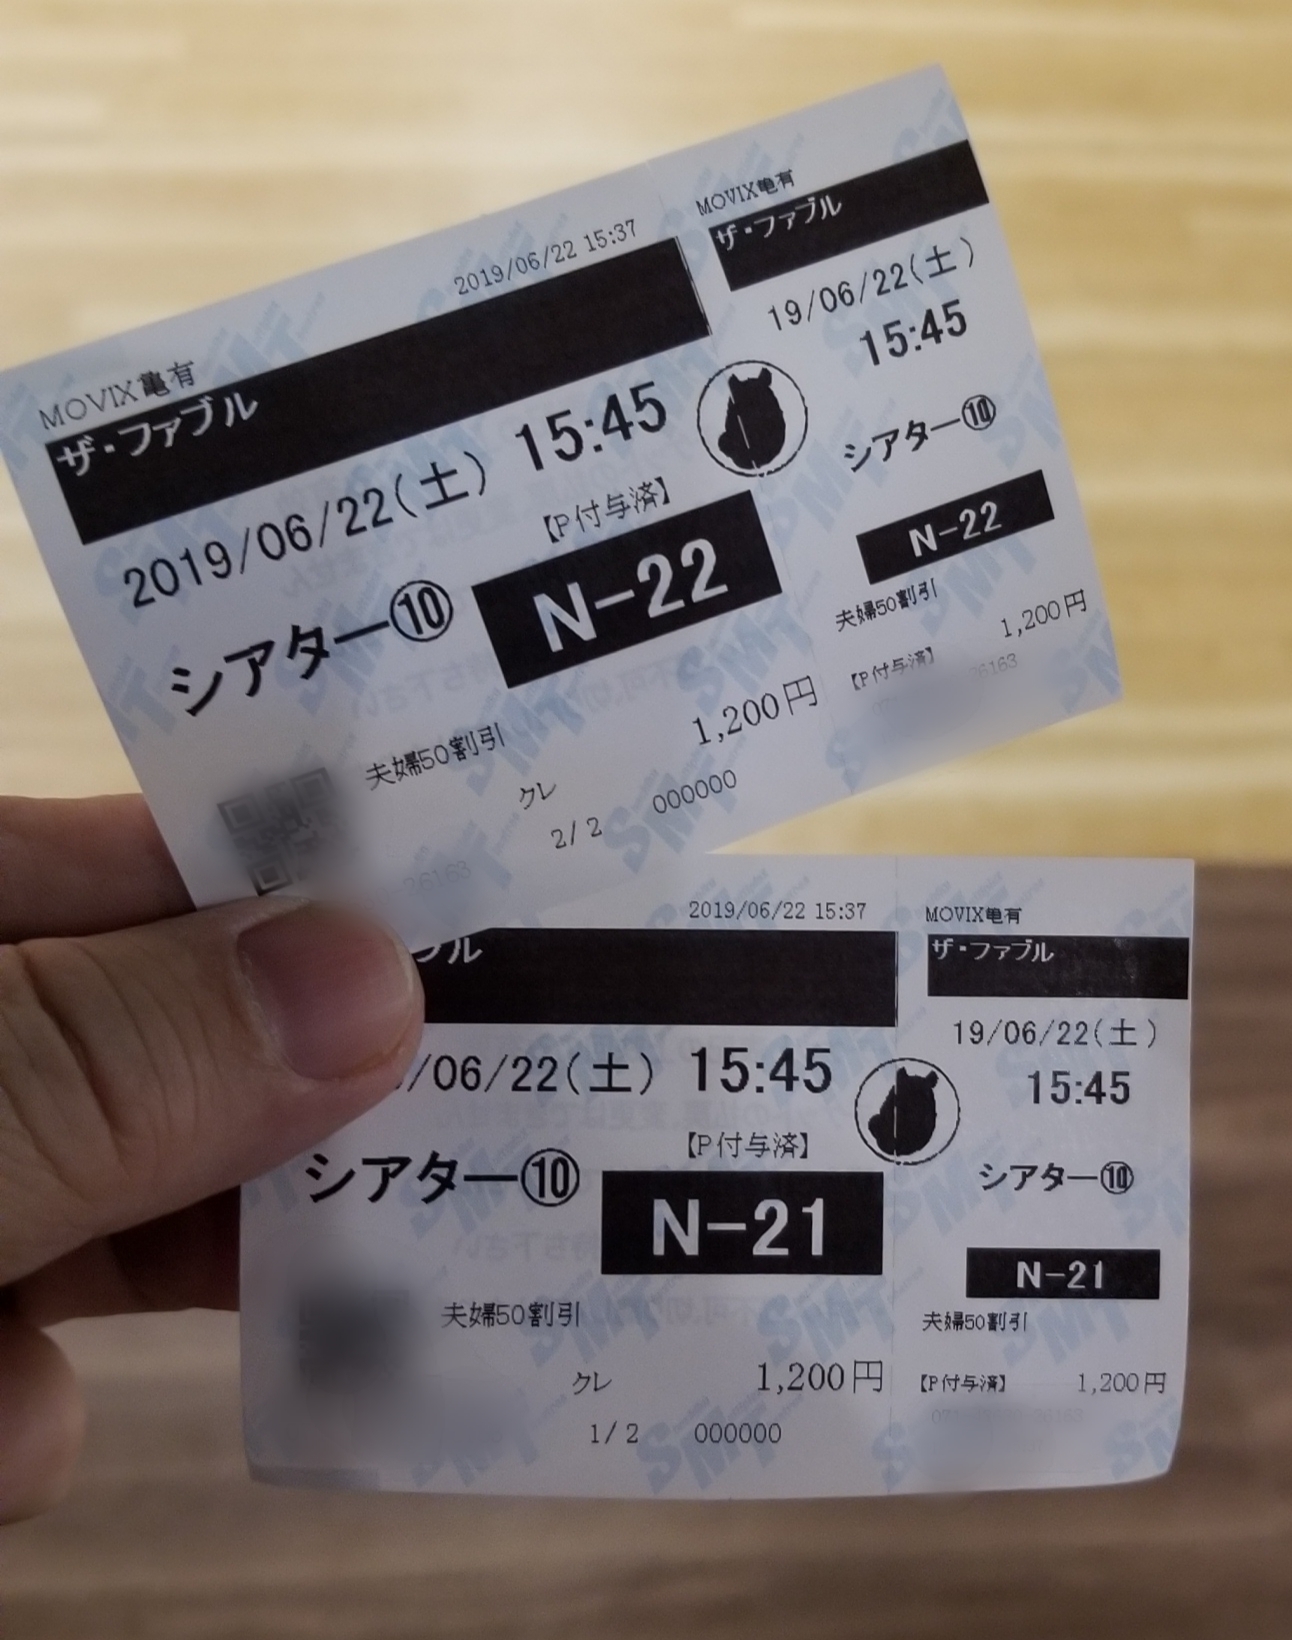 MOVIX亀有
2019/06/22 15:37
ザ・ファブル
2019/06/22(土) 15:45
【P付与済】
シアター⑩
N-22
夫婦50割引
1,200円
クレ
2/2 000000
26163
MOVIX亀有
ザ・ファブル
19/06/22(土)
15:45
シアター⑩
N-22
夫婦50割引
1,200円
【P付与済】
26163
2019/06/22 15:37
ブル
/06/22(土) 15:45
【P付与済】
シアター⑩
N-21
夫婦50割引
クレ 1,200円
1/2 000000
MOVIX亀有
ザ・ファブル
19/06/22(土)
15:45
シアター⑩
N-21
夫婦50割引
【P付与済】 1,200円
SMT